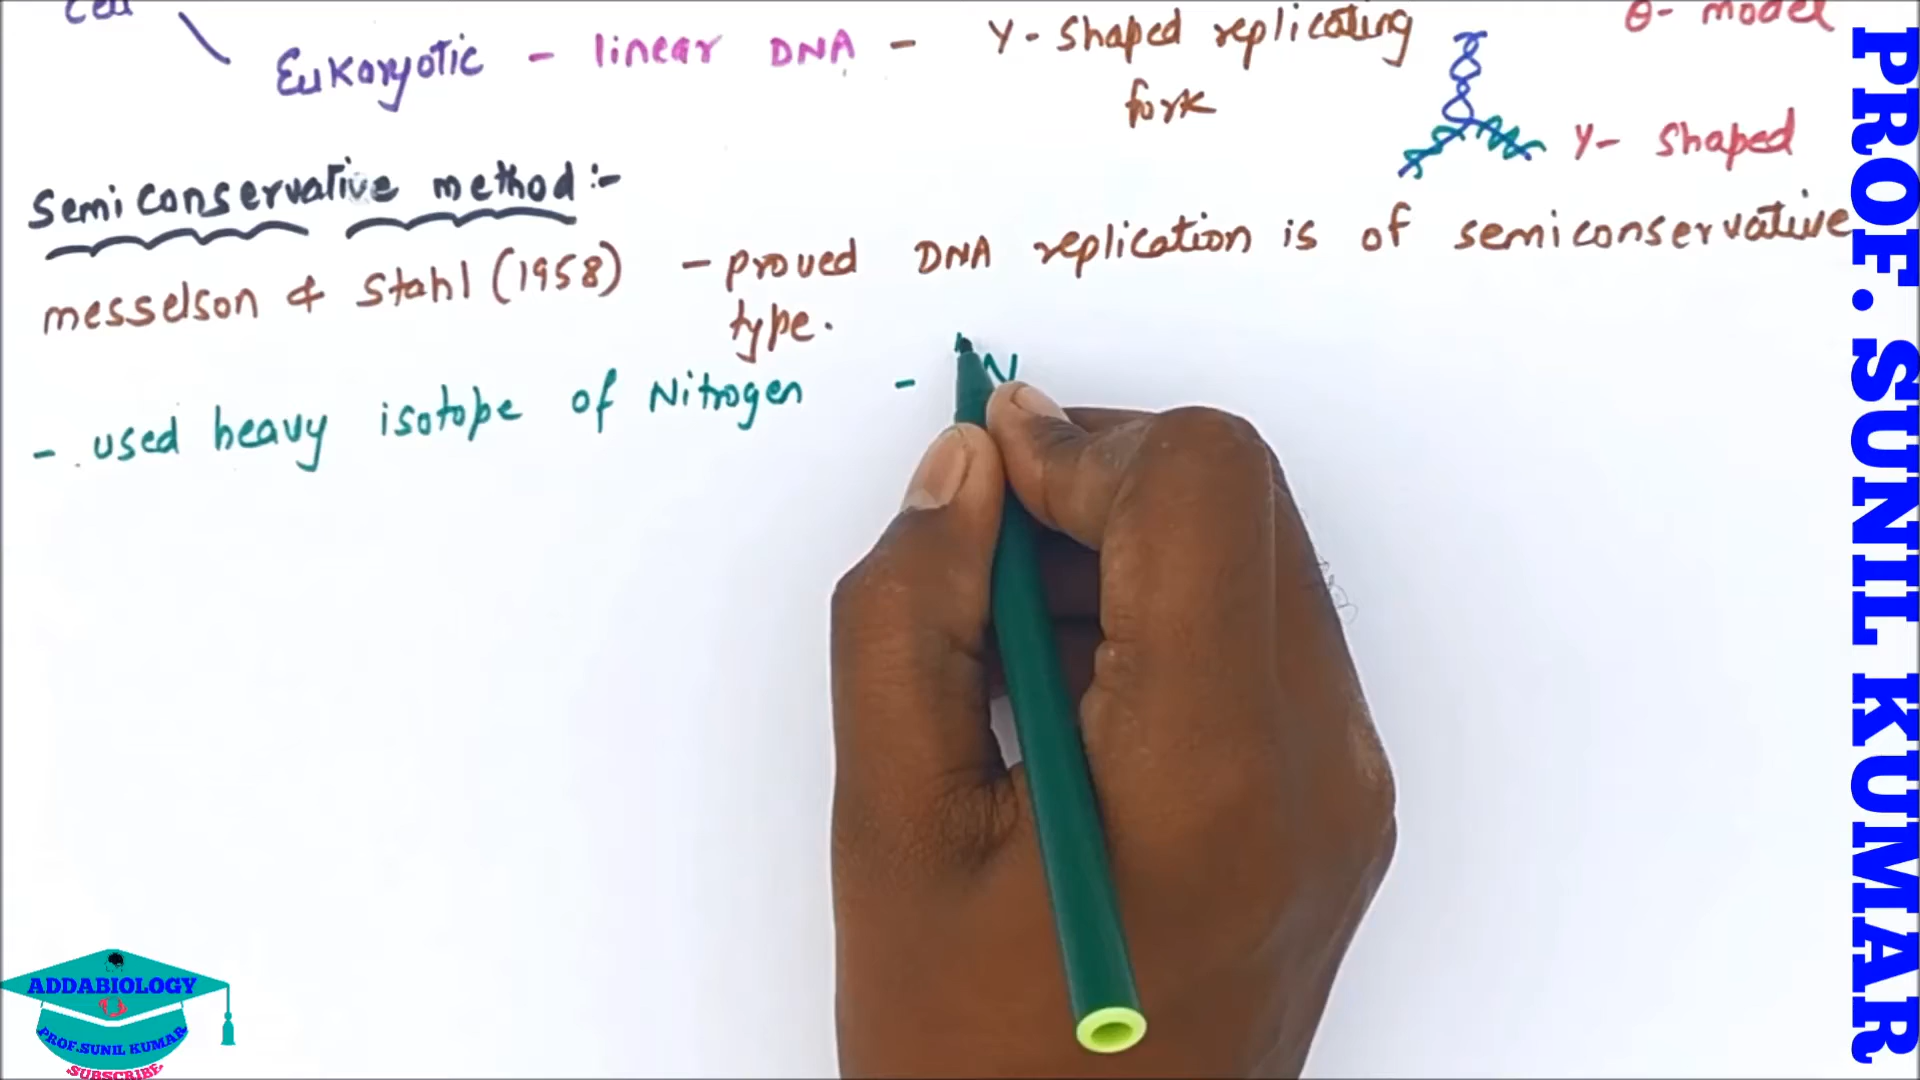 Cell
θ- model
Eukaryotic - linear DNA - Y-shaped replicating
fork
Y- shaped
Semiconservative method:-
messelson & Stahl (1958) - proved DNA replication is of semiconservative
type.
- used heavy isotope of Nitrogen - N
PROF. SUNIL KUMAR
ADDABIOLOGY
PROF.SUNIL KUMAR
SUBSCRIBE